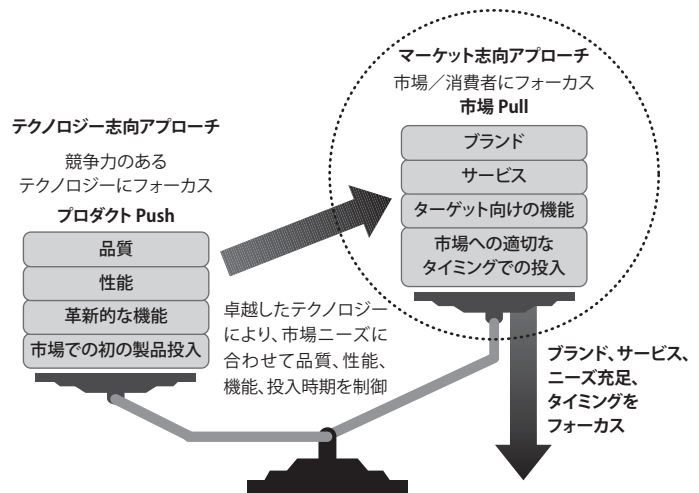 テクノロジー志向アプローチ
競争力のある
テクノロジーにフォーカス
プロダクト Push
品質
性能
革新的な機能
市場での初の製品投入
卓越したテクノロジー
により、市場ニーズに
合わせて品質、性能、
機能、投入時期を制御
マーケット志向アプローチ
市場／消費者にフォーカス
市場 Pull
ブランド
サービス
ターゲット向けの機能
市場への適切な
タイミングでの投入
ブランド、サービス、
ニーズ充足、
タイミングを
フォーカス